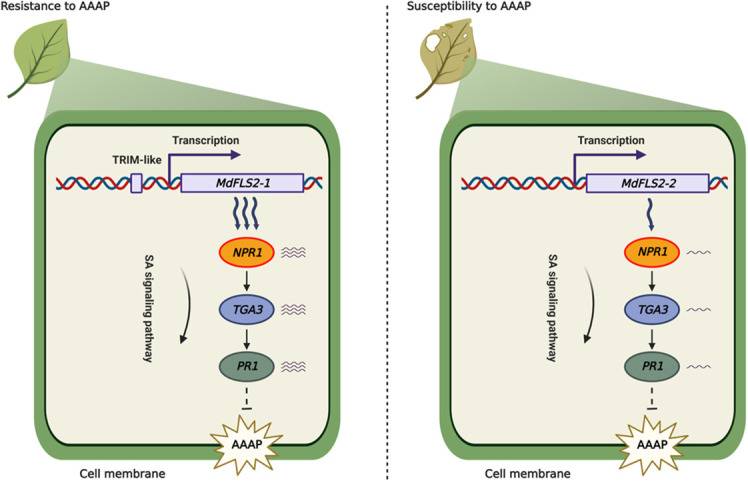 Resistance to AAAP
Susceptibility to AAAP
Transcription
TRIM-like
MdFLS2-1
NPR1
SA signaling pathway
TGA3
PR1
AAAP
Cell membrane
Transcription
MdFLS2-2
NPR1
SA signaling pathway
TGA3
PR1
AAAP
Cell membrane